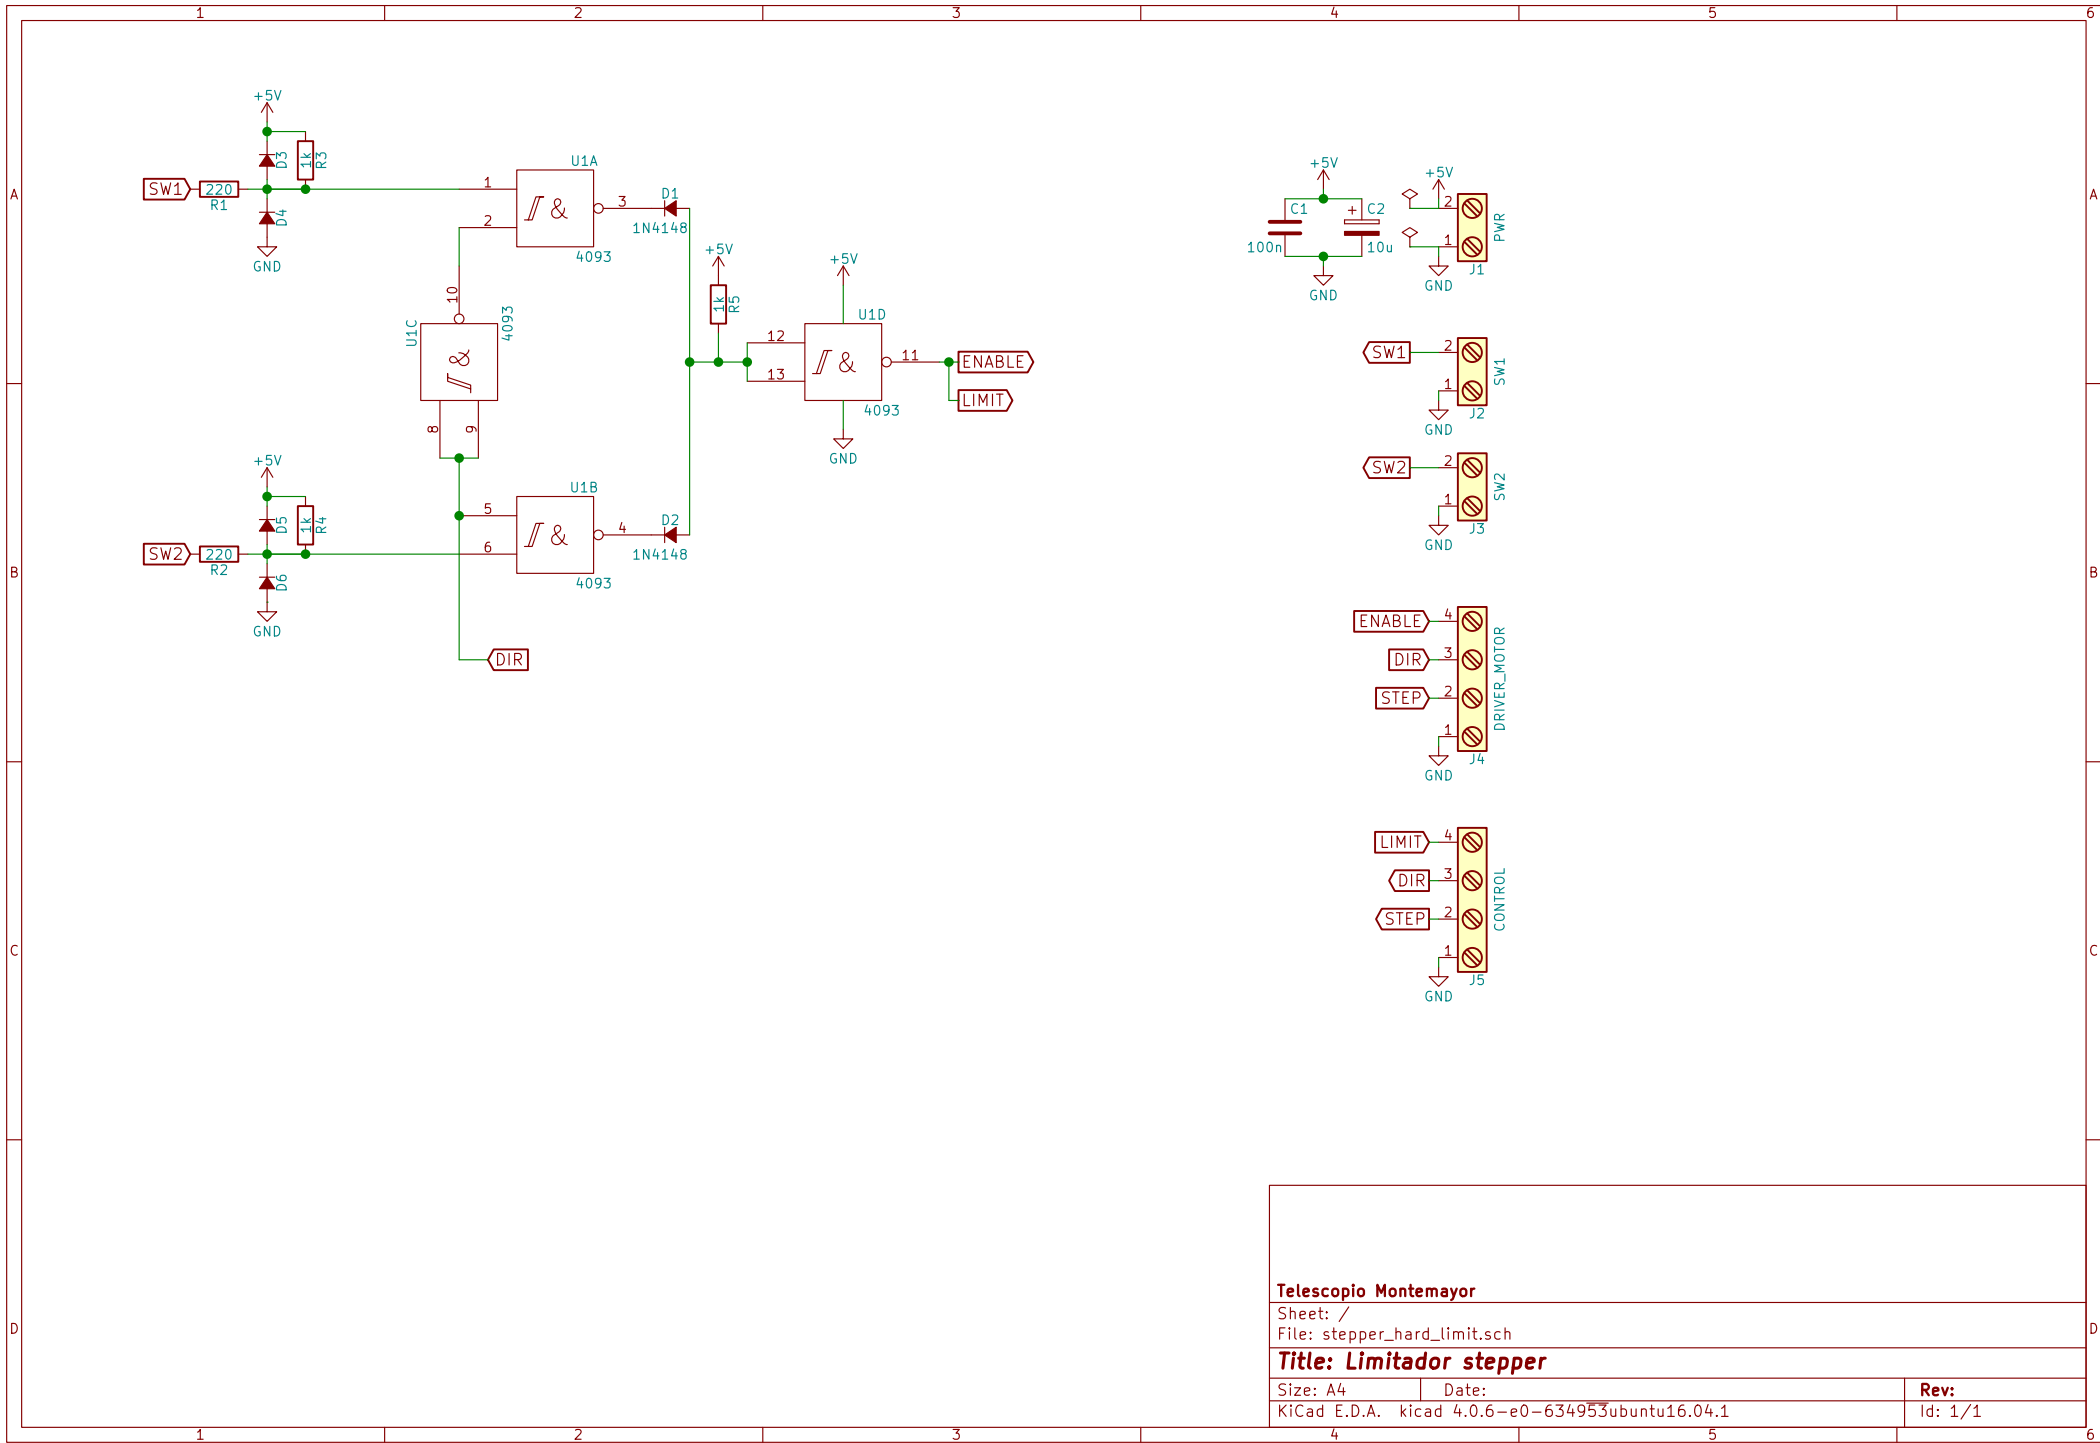 1 2 3 4 5 6
A
B
C
D
A
B
C
D
+5V
D3
1k
R3
SW1
220
R1
D4
GND
U1A
1
2
3
4093
D1
1N4148
10
U1C
4093
8
9
+5V
1k
R5
+5V
U1D
12
13
11
4093
GND
ENABLE
LIMIT
+5V
D5
1k
R4
SW2
220
R2
D6
GND
U1B
5
6
4
4093
D2
1N4148
DIR
+5V
C1
100n
+ C2
10u
GND
+5V
2
1
PWR
J1
GND
SW1
2
1
SW1
J2
GND
SW2
2
1
SW2
J3
GND
ENABLE 4
DIR 3
STEP 2
1
DRIVER_MOTOR
J4
GND
LIMIT 4
DIR 3
STEP 2
1
CONTROL
J5
GND
Telescopio Montemayor
Sheet: /
File: stepper_hard_limit.sch
Title: Limitador stepper
Size: A4 Date: Rev:
KiCad E.D.A. kicad 4.0.6-e0-634953ubuntu16.04.1 Id: 1/1
1 2 3 4 5 6